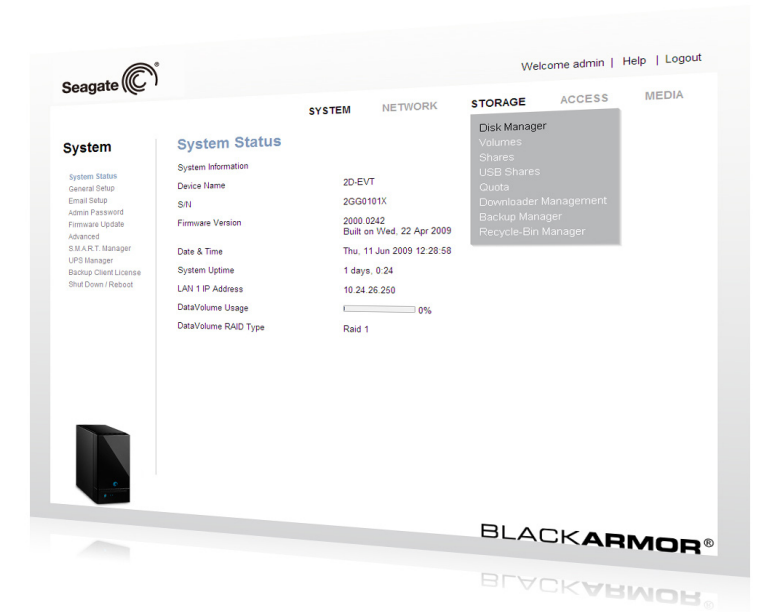 Seagate
Welcome admin | Help | Logout
SYSTEM NETWORK STORAGE ACCESS MEDIA
Disk Manager
Volumes
Shares
USB Shares
Quota
Downloader Management
Backup Manager
Recycle-Bin Manager
System
System Status
General Setup
Email Setup
Admin Password
Firmware Update
Advanced
S.M.A.R.T. Manager
UPS Manager
Backup Client License
Shut Down / Reboot
System Status
System Information
Device Name 2D-EVT
S/N 2GG0101X
Firmware Version 2000.0242
Built on Wed, 22 Apr 2009
Date & Time Thu, 11 Jun 2009 12:28:58
System Uptime 1 days, 0:24
LAN 1 IP Address 10.24.26.250
DataVolume Usage 0%
DataVolume RAID Type Raid 1
BLACKARMOR®